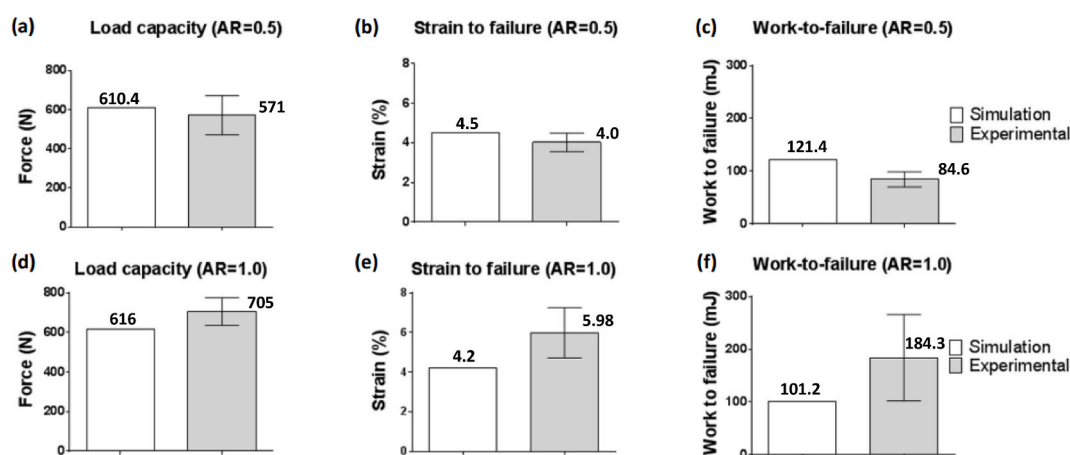 (a) Load capacity (AR=0.5)
Force (N)
800
600
400
200
0
610.4
571
(b) Strain to failure (AR=0.5)
Strain (%)
8
6
4
2
0
4.5
4.0
(c) Work-to-failure (AR=0.5)
Work to failure (mJ)
300
200
100
0
121.4
84.6
Simulation
Experimental
(d) Load capacity (AR=1.0)
Force (N)
800
600
400
200
0
616
705
(e) Strain to failure (AR=1.0)
Strain (%)
8
6
4
2
0
4.2
5.98
(f) Work-to-failure (AR=1.0)
Work to failure (mJ)
300
200
100
0
101.2
184.3
Simulation
Experimental